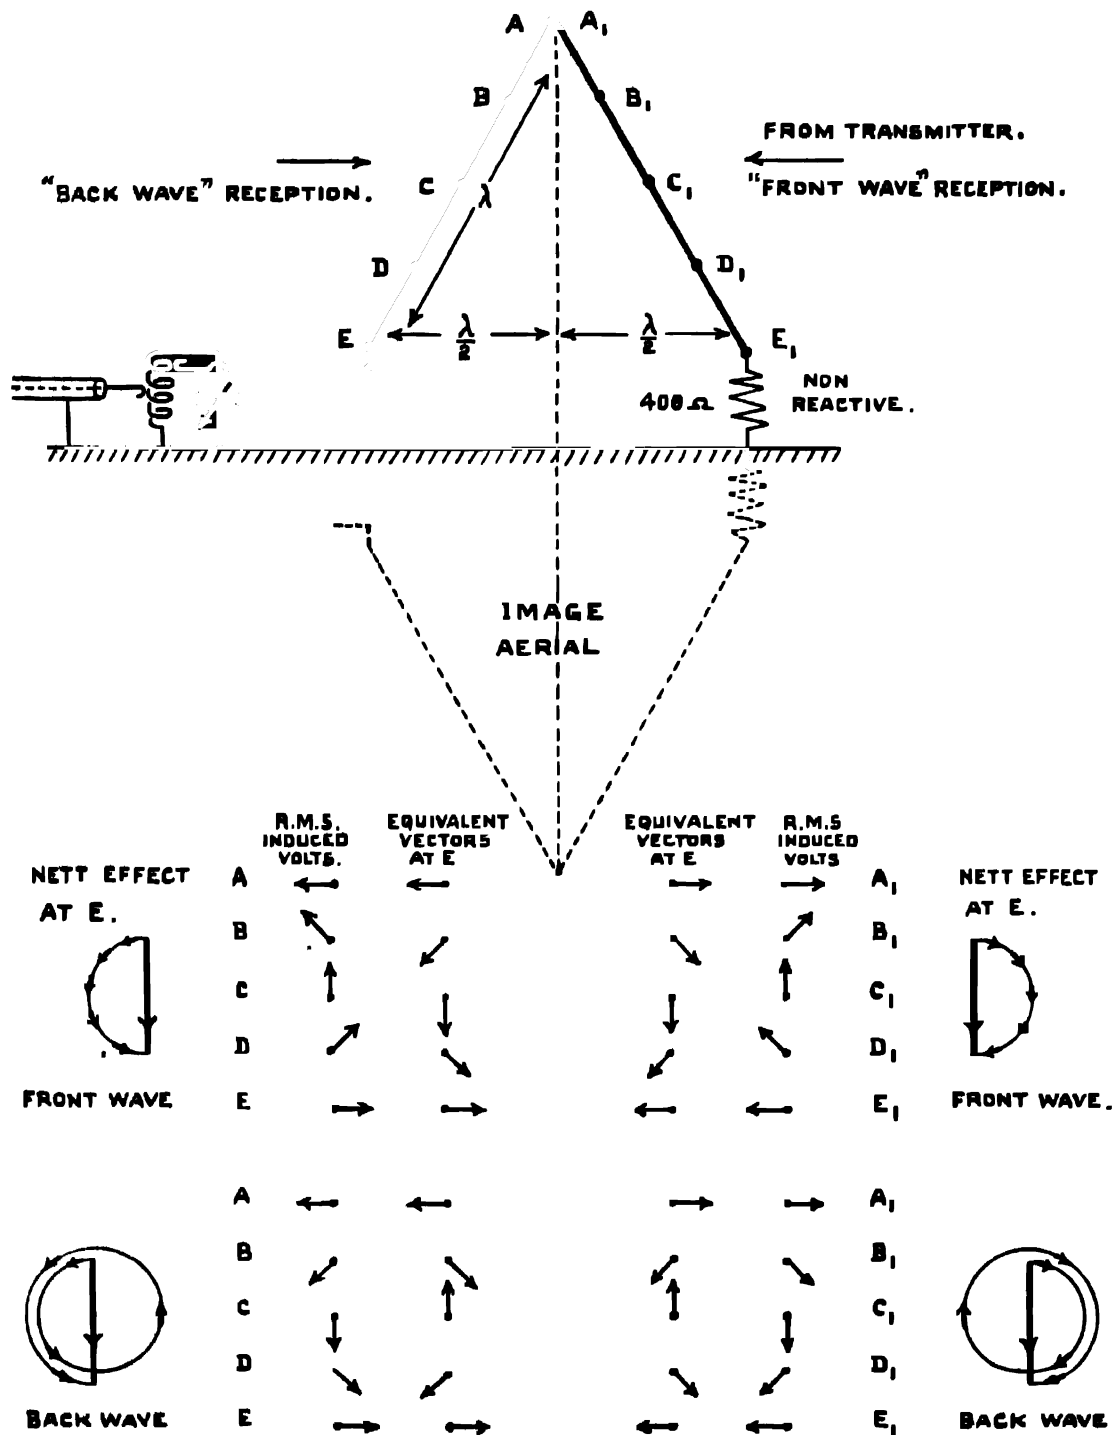 A A₁
B B₁
FROM TRANSMITTER.
"BACK WAVE" RECEPTION.
C λ C₁
"FRONT WAVE" RECEPTION.
D D₁
E λ/2 λ/2 E₁
400Ω
NON
REACTIVE.
IMAGE
AERIAL
R.M.S.
INDUCED
VOLTS.
EQUIVALENT
VECTORS
AT E
EQUIVALENT
VECTORS
AT E
R.M.S
INDUCED
VOLTS
NETT EFFECT
AT E.
NETT EFFECT
AT E.
A A₁
B B₁
C C₁
D D₁
FRONT WAVE E E₁ FRONT WAVE.
A A₁
B B₁
C C₁
D D₁
BACK WAVE E E₁ BACK WAVE